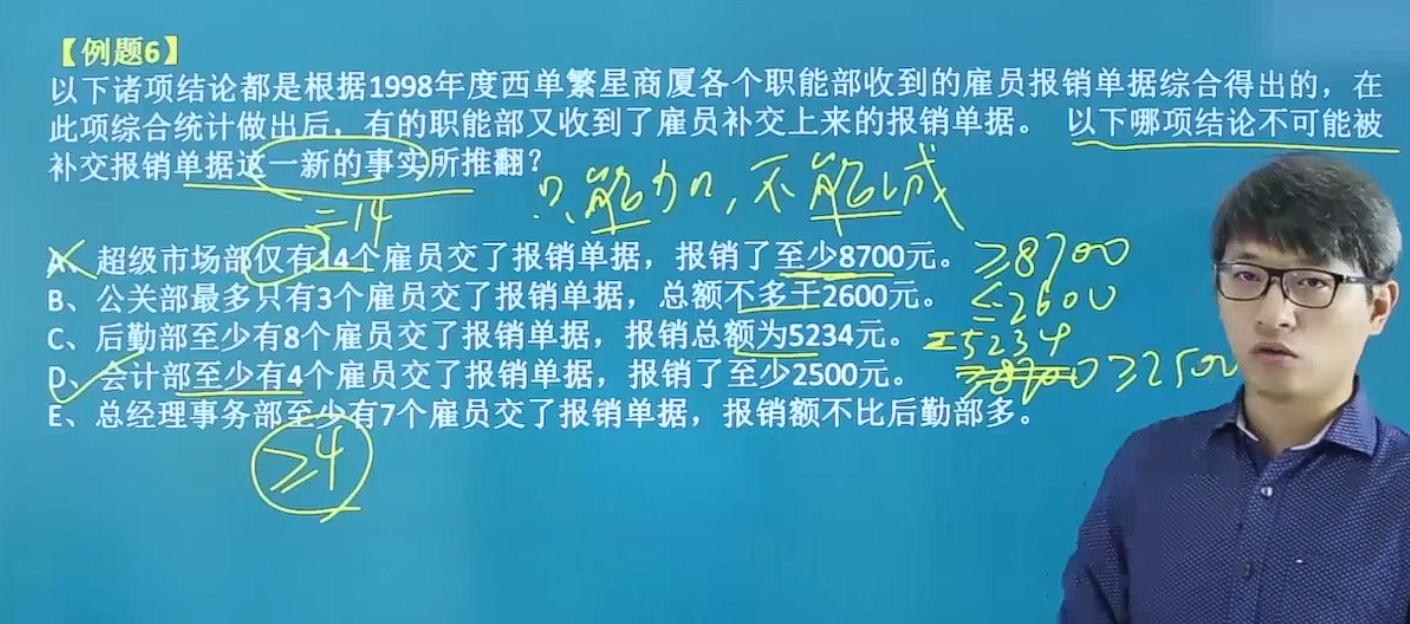 【例题6】
以下诸项结论都是根据1998年度西单繁星商厦各个职能部收到的雇员报销单据综合得出的，在
此项综合统计做出后，有的职能部又收到了雇员补交上来的报销单据。 以下哪项结论不可能被
补交报销单据这一新的事实所推翻？
只能加，不能减
=14
A、超级市场部仅有14个雇员交了报销单据，报销了至少8700元。 ≥8700
B、公关部最多只有3个雇员交了报销单据，总额不多于2600元。 ≤2600
C、后勤部至少有8个雇员交了报销单据，报销总额为5234元。 =5234
D、会计部至少有4个雇员交了报销单据，报销了至少2500元。 ≥2500
E、总经理事务部至少有7个雇员交了报销单据，报销额不比后勤部多。
≥4